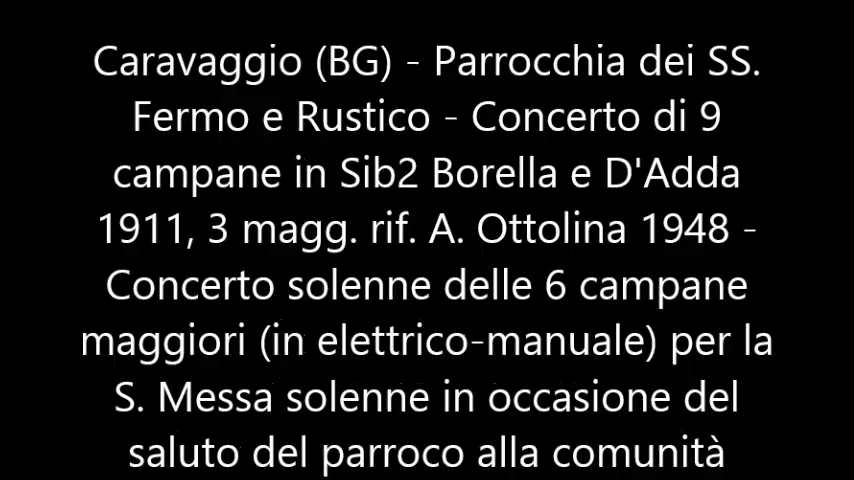 Caravaggio (BG) - Parrocchia dei SS.
Fermo e Rustico - Concerto di 9
campane in Sib2 Borella e D'Adda
1911, 3 magg. rif. A. Ottolina 1948 -
Concerto solenne delle 6 campane
maggiori (in elettrico-manuale) per la
S. Messa solenne in occasione del
saluto del parroco alla comunità